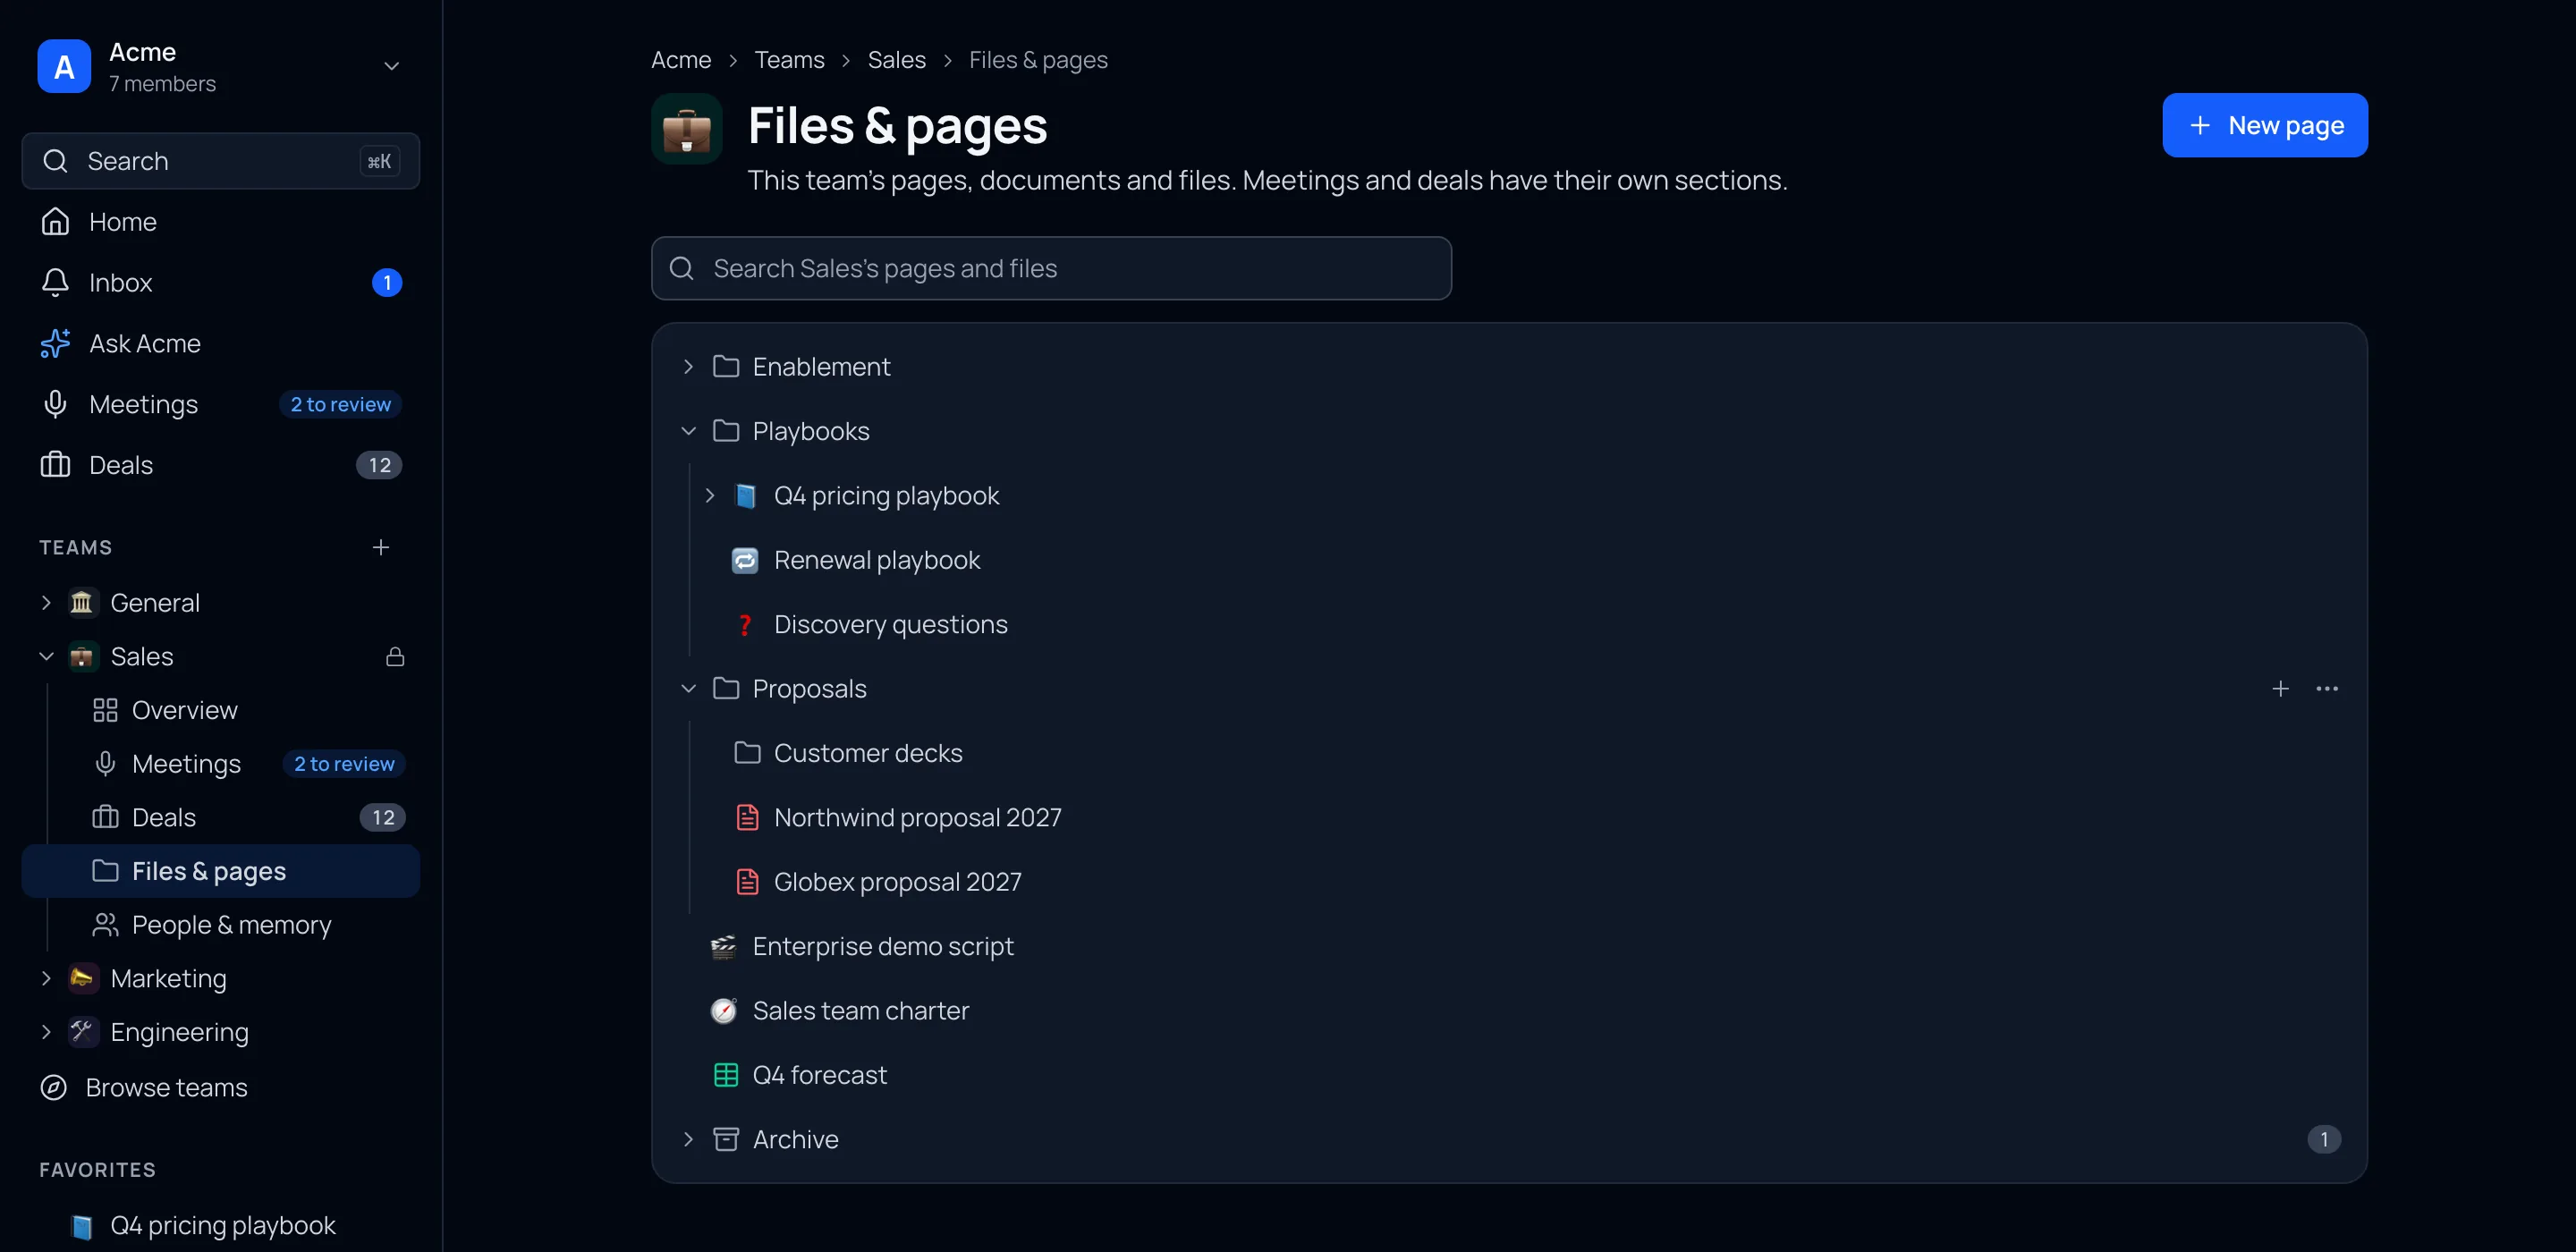 A
Acme
7 members
Search ⌘K
Home
Inbox 1
Ask Acme
Meetings 2 to review
Deals 12
TEAMS
General
Sales
Overview
Meetings 2 to review
Deals 12
Files & pages
People & memory
Marketing
Engineering
Browse teams
FAVORITES
Q4 pricing playbook
Acme > Teams > Sales > Files & pages
Files & pages
New page
This team's pages, documents and files. Meetings and deals have their own sections.
Search Sales's pages and files
Enablement
Playbooks
Q4 pricing playbook
Renewal playbook
Discovery questions
Proposals
Customer decks
Northwind proposal 2027
Globex proposal 2027
Enterprise demo script
Sales team charter
Q4 forecast
Archive 1